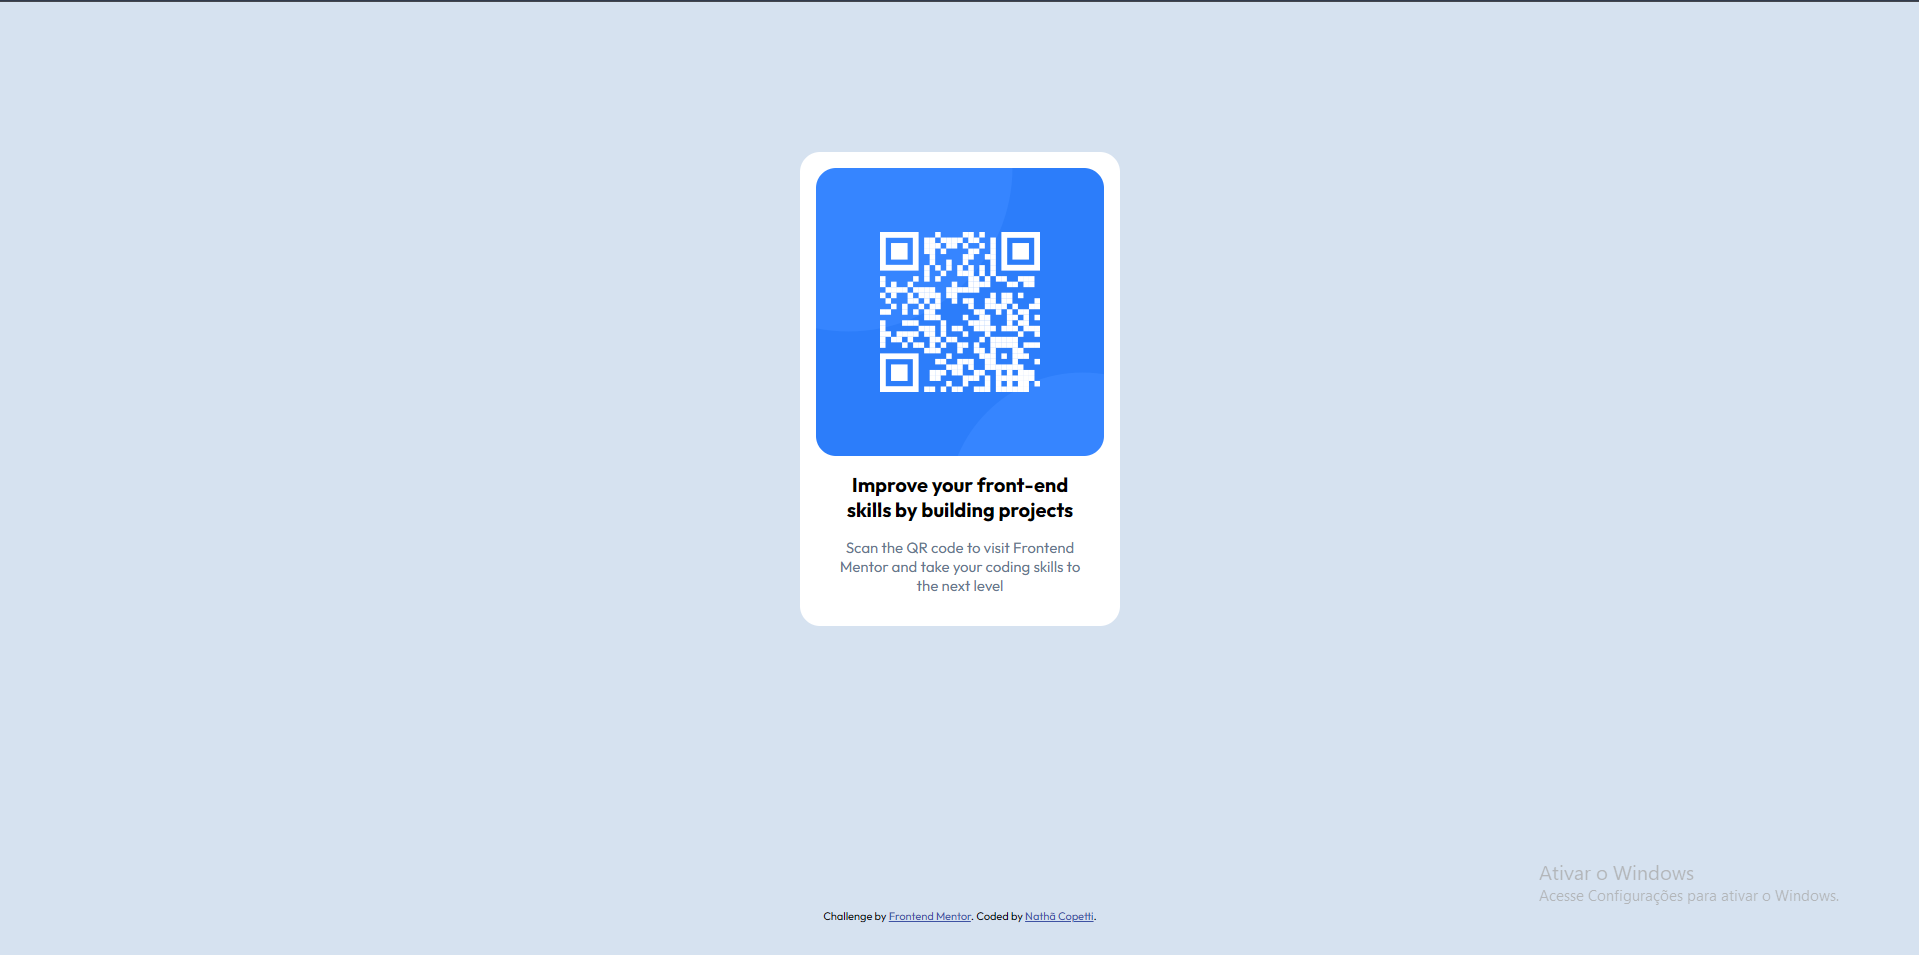 Improve your front-end
skills by building projects
Scan the QR code to visit Frontend
Mentor and take your coding skills to
the next level
Ativar o Windows
Acesse Configurações para ativar o Windows.
Challenge by Frontend Mentor. Coded by Nathã Copetti.